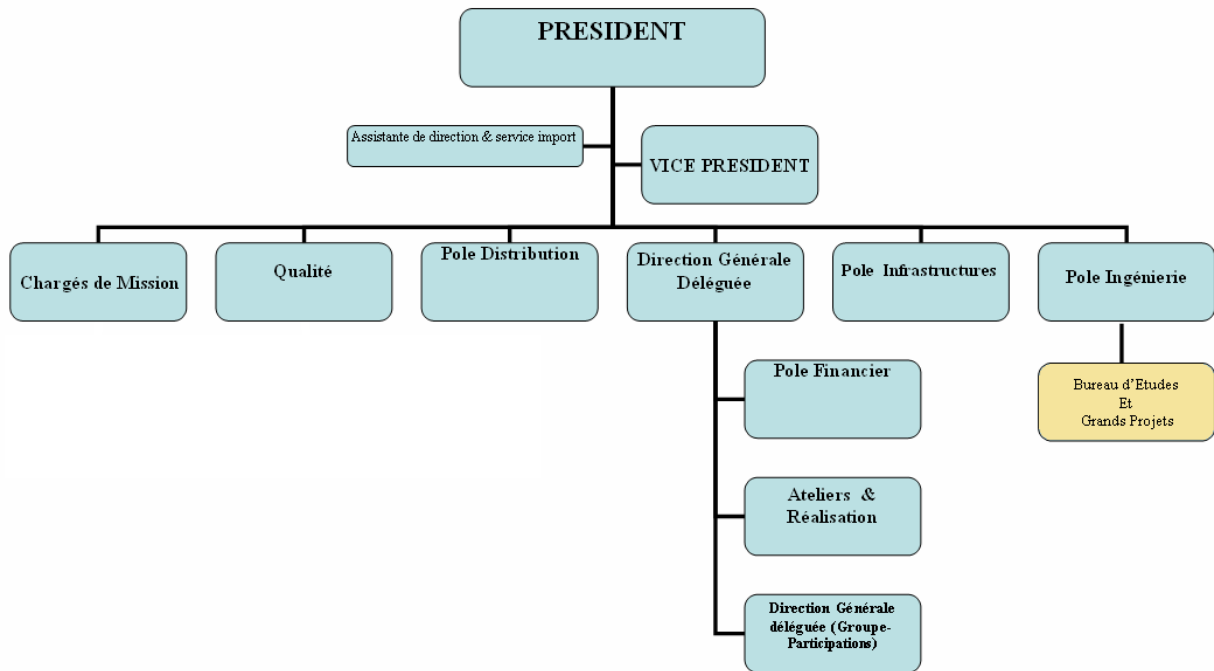 PRESIDENT
Assistante de direction & service import
VICE PRESIDENT
Chargés de Mission
Qualité
Pole Distribution
Direction Générale
Déléguée
Pole Infrastructures
Pole Ingénierie
Pole Financier
Bureau d'Etudes
Et
Grands Projets
Ateliers & 
Réalisation
Direction Générale
déléguée (Groupe-
Participations)